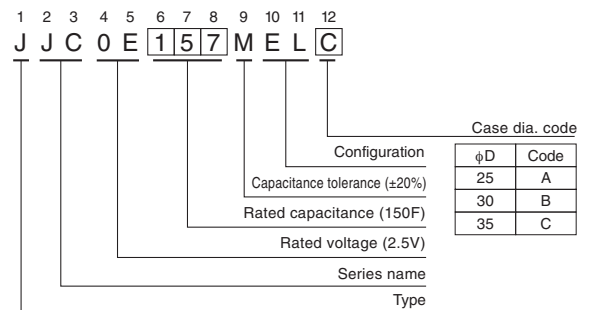 1 2 3 4 5 6 7 8 9 10 11 12
J J C 0 E 1 5 7 M E L C
Case dia. code
φD Code
25 A
30 B
35 C
Configuration
Capacitance tolerance (±20%)
Rated capacitance (150F)
Rated voltage (2.5V)
Series name
Type